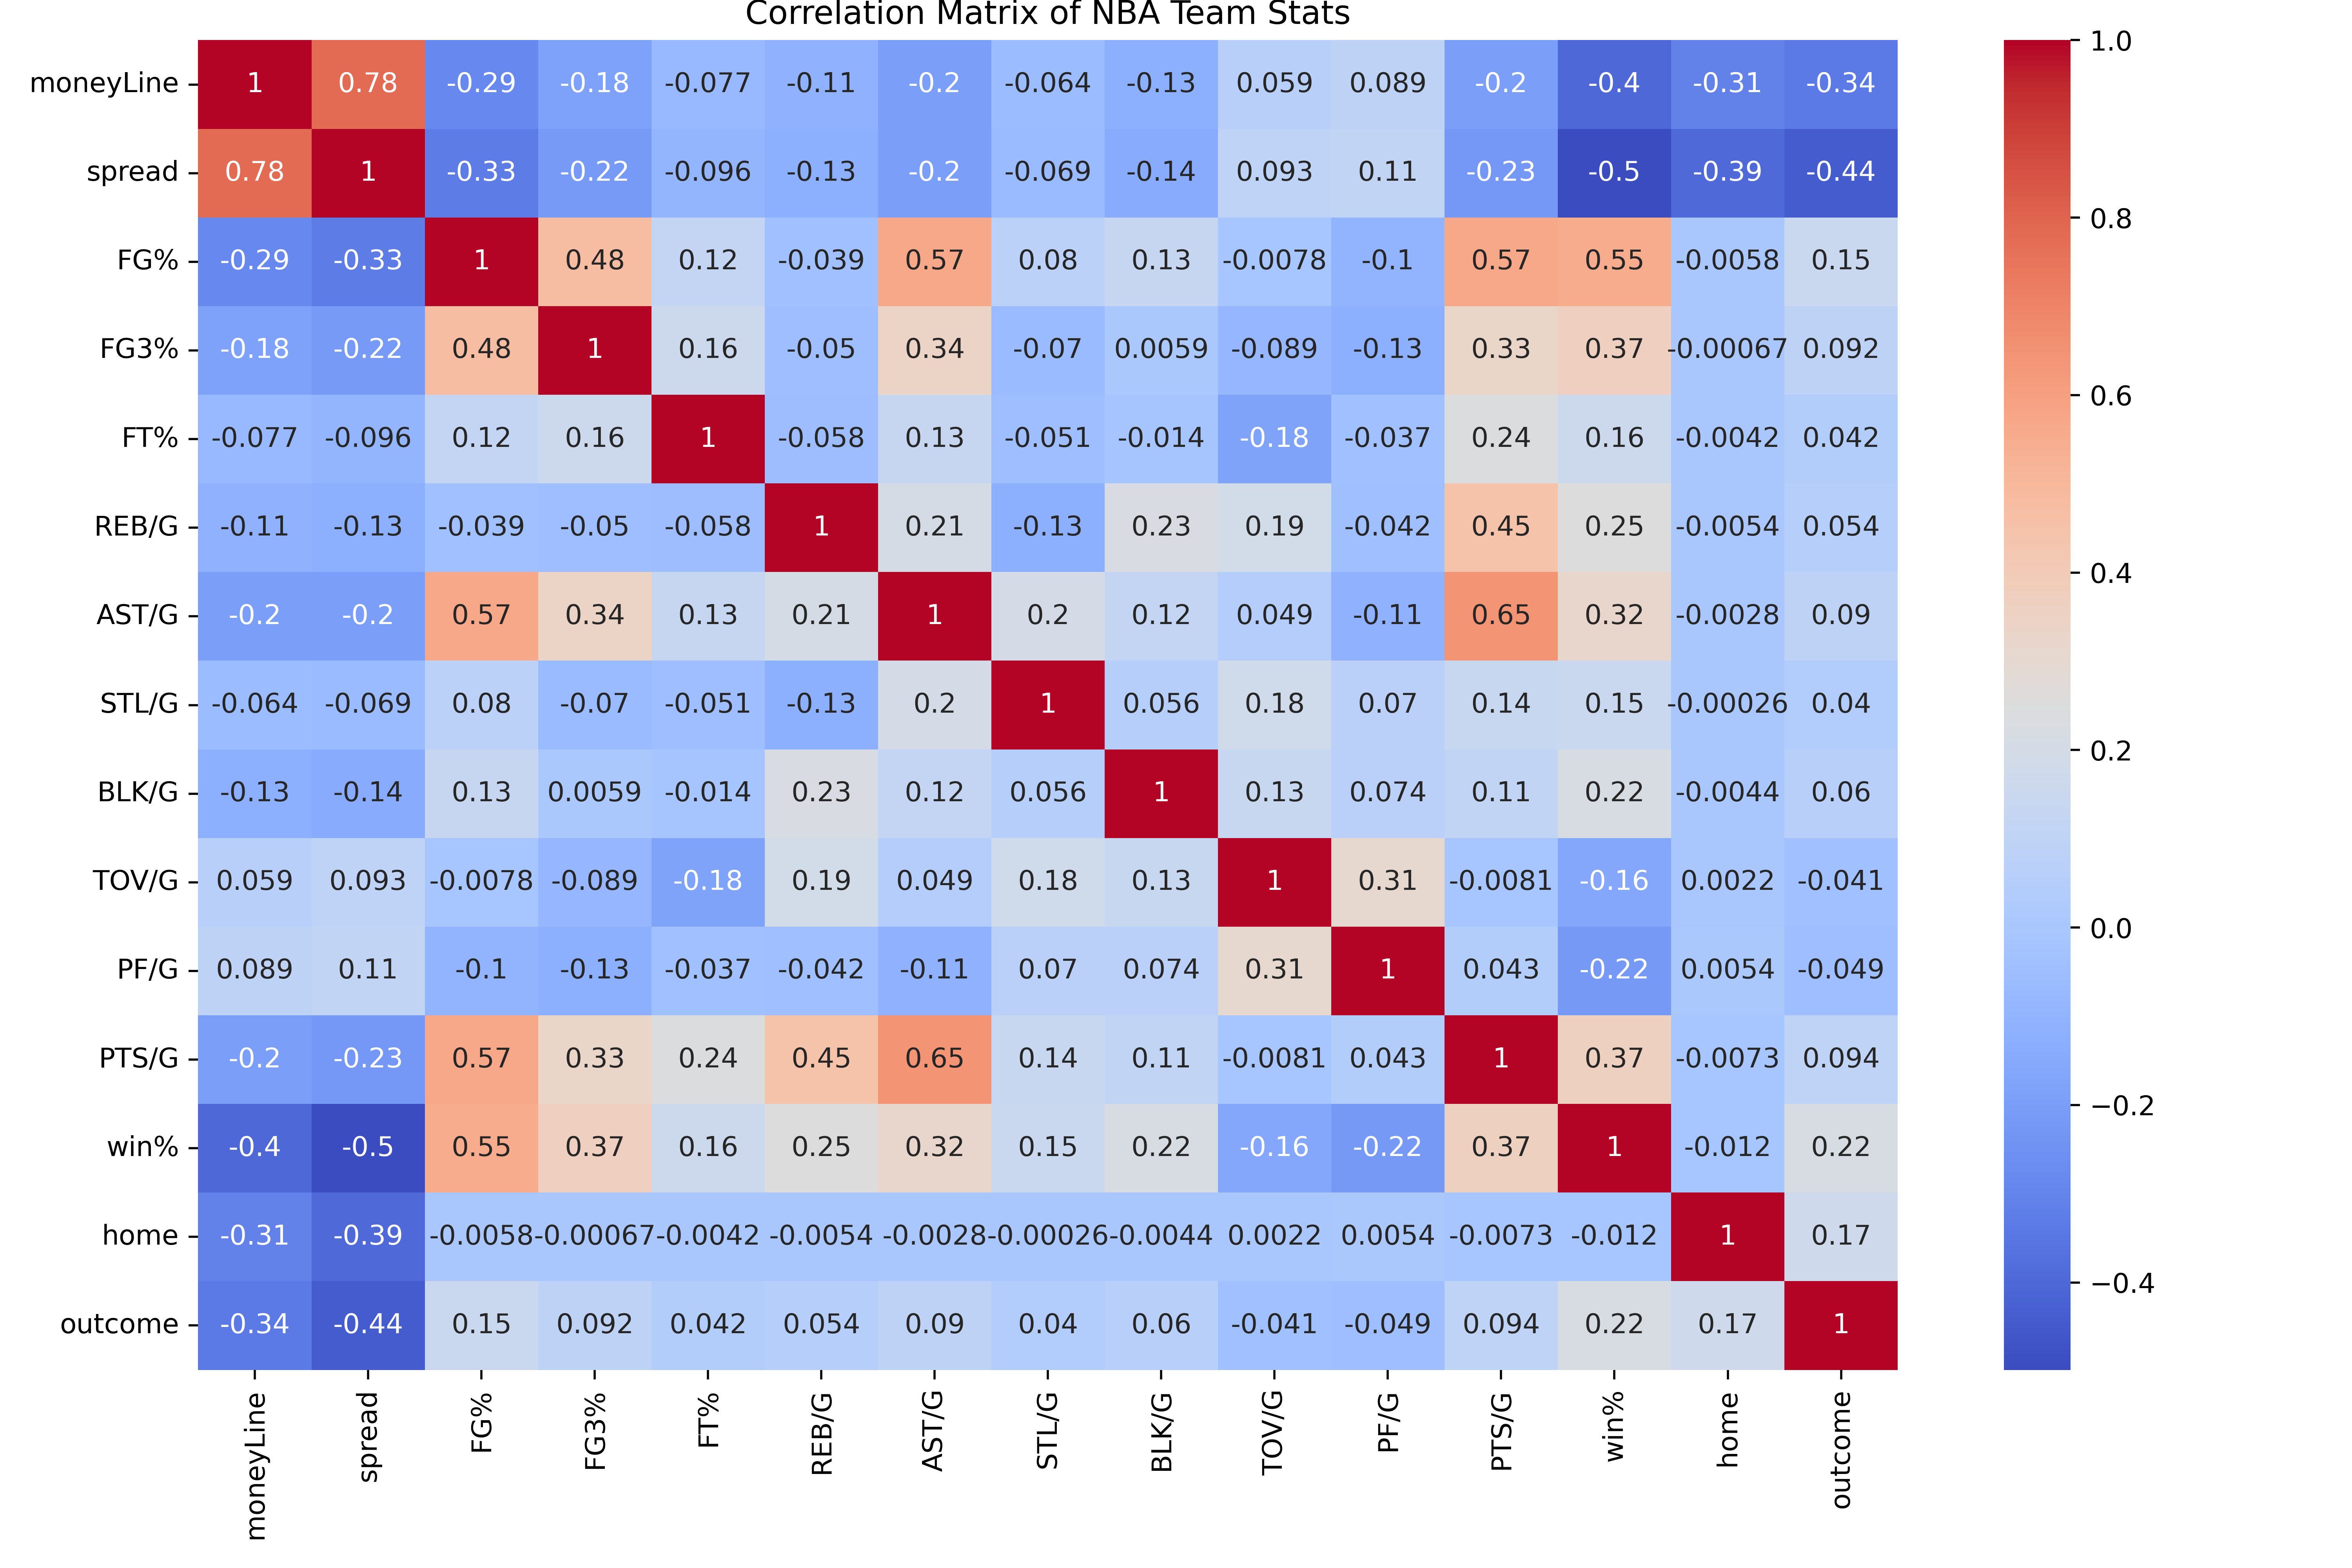 Correlation Matrix of NBA Team Stats
moneyLine 1 0.78 -0.29 -0.18 -0.077 -0.11 -0.2 -0.064 -0.13 0.059 0.089 -0.2 -0.4 -0.31 -0.34
spread 0.78 1 -0.33 -0.22 -0.096 -0.13 -0.2 -0.069 -0.14 0.093 0.11 -0.23 -0.5 -0.39 -0.44
FG% -0.29 -0.33 1 0.48 0.12 -0.039 0.57 0.08 0.13 -0.0078 -0.1 0.57 0.55 -0.0058 0.15
FG3% -0.18 -0.22 0.48 1 0.16 -0.05 0.34 -0.07 0.0059 -0.089 -0.13 0.33 0.37 -0.00067 0.092
FT% -0.077 -0.096 0.12 0.16 1 -0.058 0.13 -0.051 -0.014 -0.18 -0.037 0.24 0.16 -0.0042 0.042
REB/G -0.11 -0.13 -0.039 -0.05 -0.058 1 0.21 -0.13 0.23 0.19 -0.042 0.45 0.25 -0.0054 0.054
AST/G -0.2 -0.2 0.57 0.34 0.13 0.21 1 0.2 0.12 0.049 -0.11 0.65 0.32 -0.0028 0.09
STL/G -0.064 -0.069 0.08 -0.07 -0.051 -0.13 0.2 1 0.056 0.18 0.07 0.14 0.15 -0.00026 0.04
BLK/G -0.13 -0.14 0.13 0.0059 -0.014 0.23 0.12 0.056 1 0.13 0.074 0.11 0.22 -0.0044 0.06
TOV/G 0.059 0.093 -0.0078 -0.089 -0.18 0.19 0.049 0.18 0.13 1 0.31 -0.0081 -0.16 0.0022 -0.041
PF/G 0.089 0.11 -0.1 -0.13 -0.037 -0.042 -0.11 0.07 0.074 0.31 1 0.043 -0.22 0.0054 -0.049
PTS/G -0.2 -0.23 0.57 0.33 0.24 0.45 0.65 0.14 0.11 -0.0081 0.043 1 0.37 -0.0073 0.094
win% -0.4 -0.5 0.55 0.37 0.16 0.25 0.32 0.15 0.22 -0.16 -0.22 0.37 1 -0.012 0.22
home -0.31 -0.39 -0.0058 -0.00067 -0.0042 -0.0054 -0.0028 -0.00026 -0.0044 0.0022 0.0054 -0.0073 -0.012 1 0.17
outcome -0.34 -0.44 0.15 0.092 0.042 0.054 0.09 0.04 0.06 -0.041 -0.049 0.094 0.22 0.17 1
moneyLine spread FG% FG3% FT% REB/G AST/G STL/G BLK/G TOV/G PF/G PTS/G win% home outcome
1.0
0.8
0.6
0.4
0.2
0.0
−0.2
−0.4